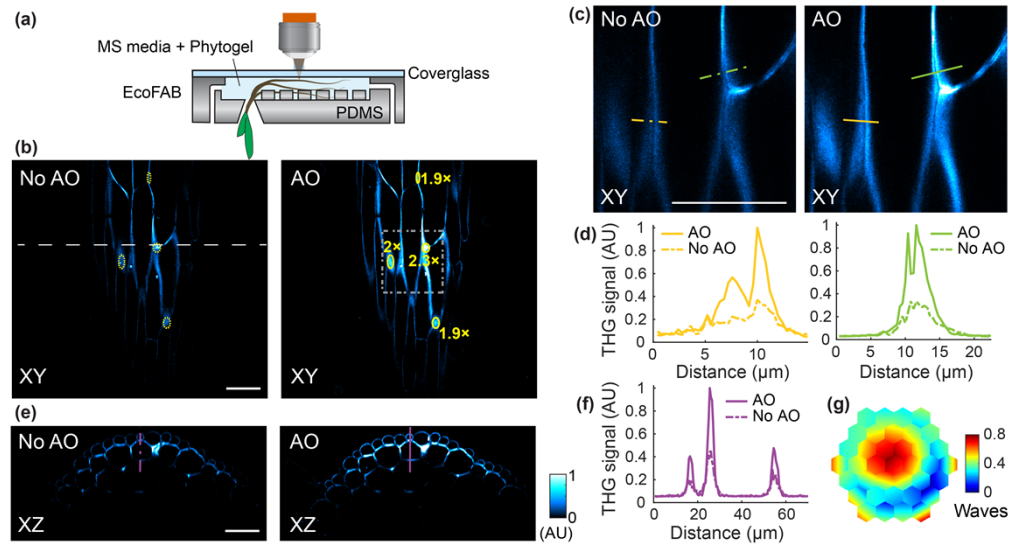 (a)
MS media + Phytogel
Coverglass
EcoFAB
PDMS
(b)
No AO
XY
AO
1.9×
2×
2.3×
1.9×
XY
(c)
No AO
XY
AO
XY
(d)
THG signal (AU)
1
0.8
0.6
0.4
0.2
0
AO
No AO
0 5 10
Distance (μm)
1
0.8
0.6
0.4
0.2
0
AO
No AO
0 5 10 15 20
Distance (μm)
(e)
No AO
XZ
AO
XZ
1
0
(AU)
(f)
THG signal (AU)
1
0.8
0.6
0.4
0.2
0
AO
No AO
0 20 40 60
Distance (μm)
(g)
0.8
0.4
0
Waves